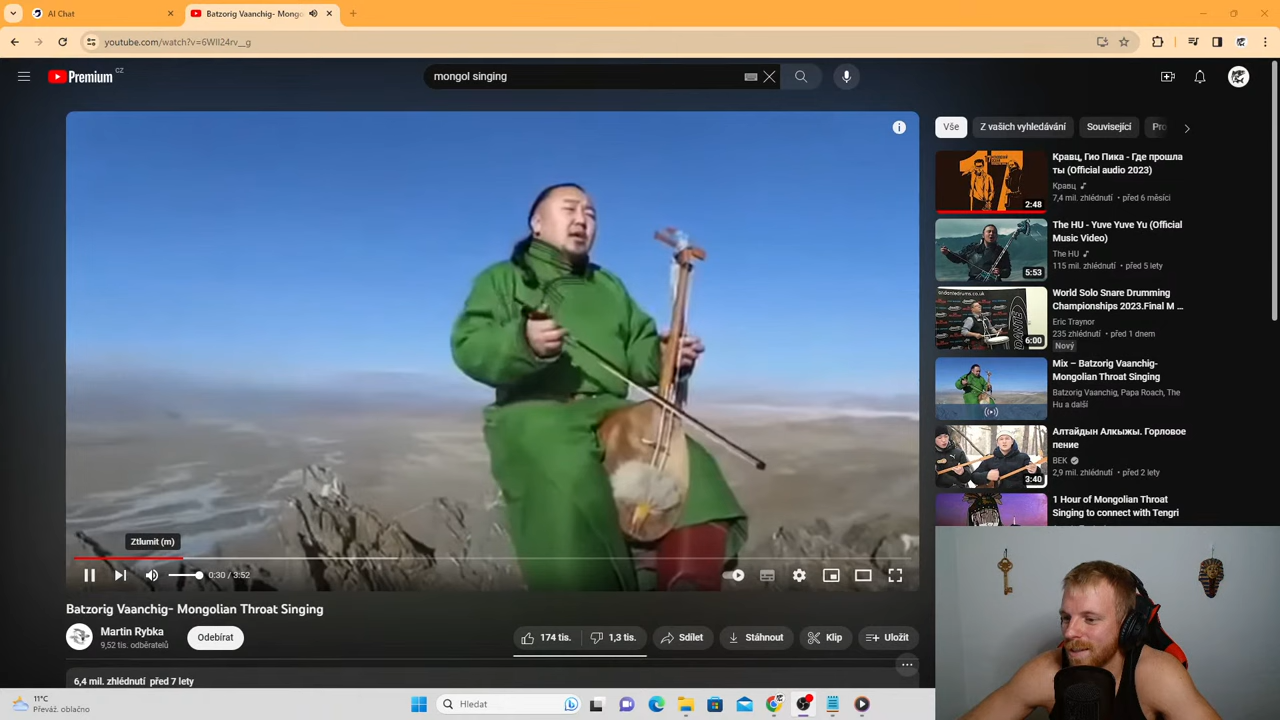 AI Chat
Batzorig Vaanchig- Mongo
youtube.com/watch?v=6WlI24rv__g
Premium CZ
mongol singing
Vše
Z vašich vyhledávání
Související
Pro
Кравц, Гио Пика - Где прошла
ты (Official audio 2023)
Кравц
7,4 mil. zhlédnutí • před 6 měsíci
2:48
The HU - Yuve Yuve Yu (Official
Music Video)
The HU
115 mil. zhlédnutí • před 5 lety
5:53
World Solo Snare Drumming
Championships 2023.Final M ...
Eric Traynor
235 zhlédnutí • před 1 dnem
Nový
6:00
Mix – Batzorig Vaanchig-
Mongolian Throat Singing
Batzorig Vaanchig, Papa Roach, The
Hu a další
Алтайдын Алкыжы. Горловое
пение
ВЕК
2,9 mil. zhlédnutí • před 2 lety
3:40
1 Hour of Mongolian Throat
Singing to connect with Tengri
Ztlumit (m)
0:30 / 3:52
Batzorig Vaanchig- Mongolian Throat Singing
Martin Rybka
9,52 tis. odběratelů
Odebírat
174 tis.
1,3 tis.
Sdílet
Stáhnout
Klip
Uložit
6,4 mil. zhlédnutí před 7 lety
11°C
Převáž. oblačno
Hledat